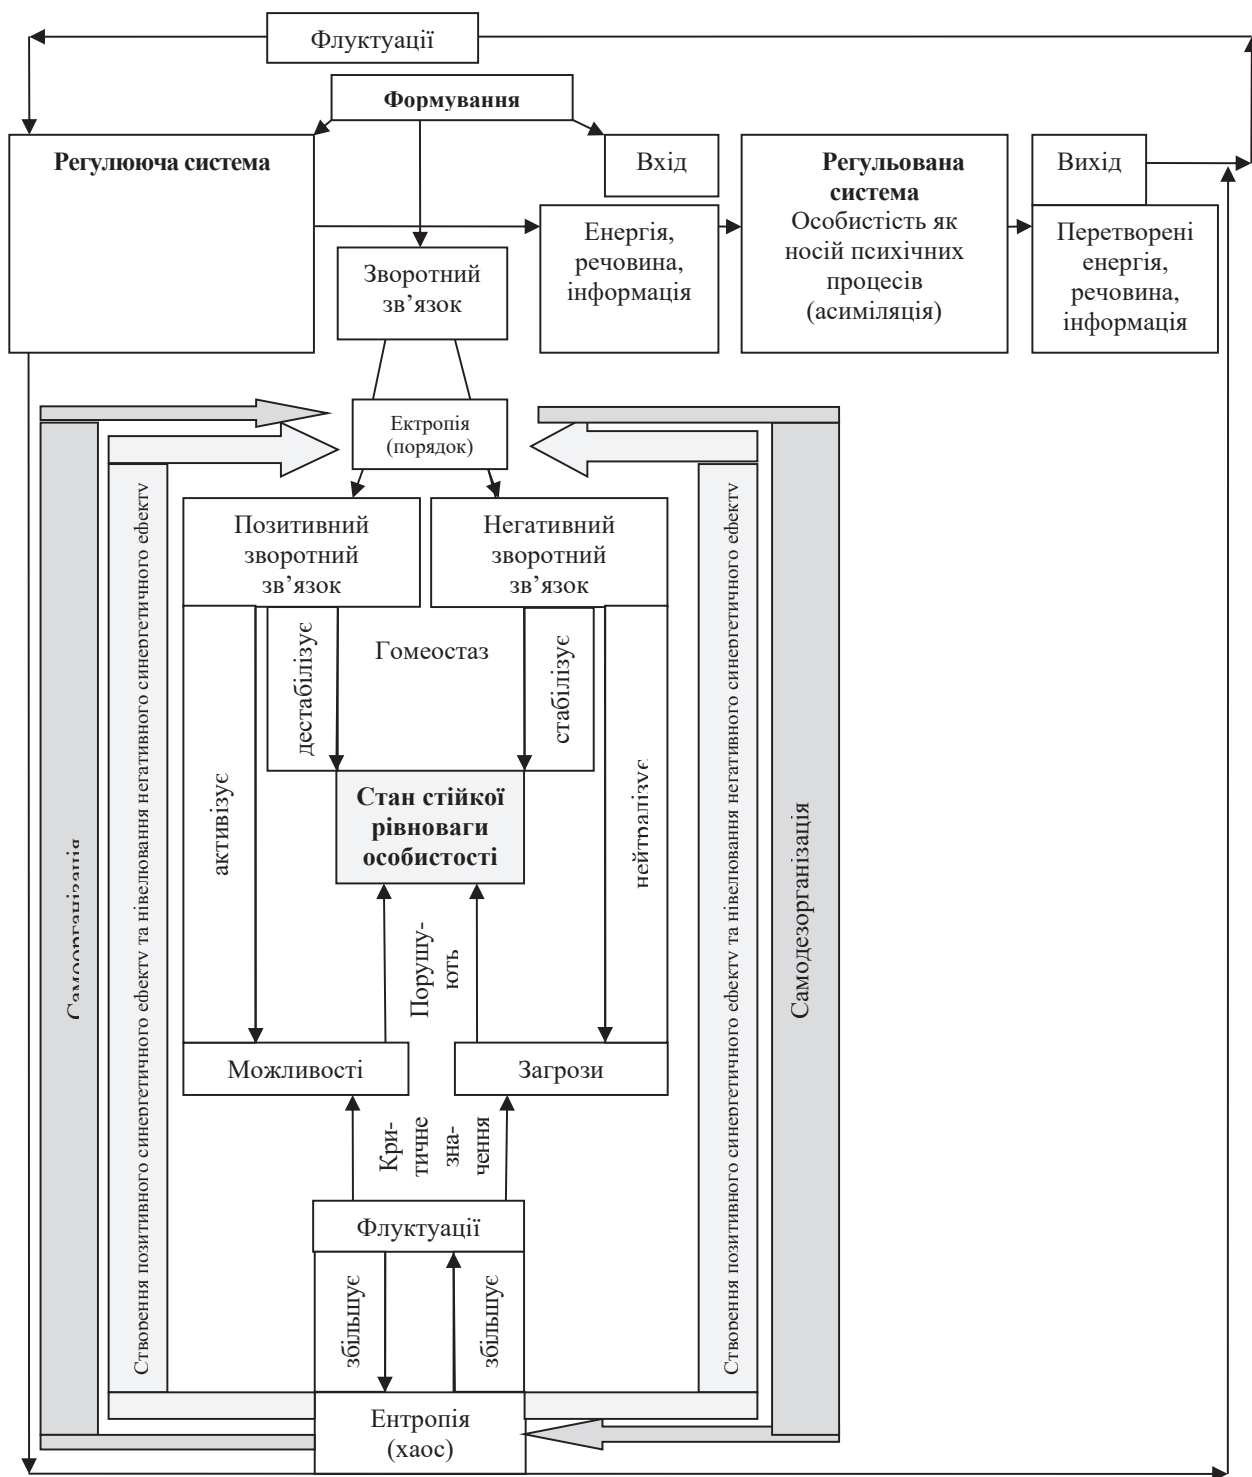 Флуктуації
Формування
Регулююча система
Вхід
Регульована
система
Особистість як
носій психічних
процесів
(асиміляція)
Вихід
Енергія,
речовина,
інформація
Перетворені
енергія,
речовина,
інформація
Зворотний
зв’язок
Ектропія
(порядок)
Позитивний
зворотний
зв’язок
Негативний
зворотний
зв’язок
Гомеостаз
дестабілізує
стабілізує
активізує
нейтралізує
Стан стійкої
рівноваги
особистості
Самоорганізація
Створення позитивного синергетичного ефекту та нівелювання негативного синергетичного ефекту
Створення позитивного синергетичного ефекту та нівелювання негативного синергетичного ефекту
Самодезорганізація
Порушу-
ють
Можливості
Загрози
Кри-
тичне
зна-
чення
Флуктуації
збільшує
збільшує
Ентропія
(хаос)